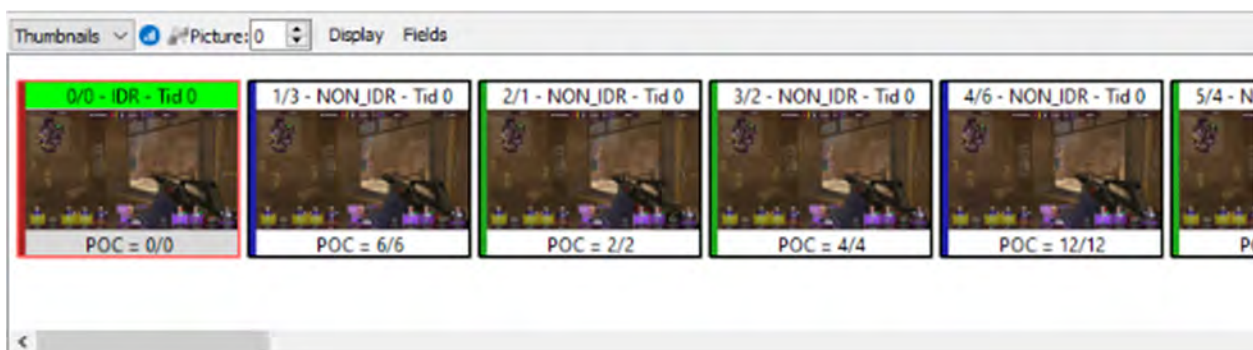 Thumbnails Picture: 0 Display Fields
0/0 - IDR - Tid 0
POC = 0/0
1/3 - NON_IDR - Tid 0
POC = 6/6
2/1 - NON_IDR - Tid 0
POC = 2/2
3/2 - NON_IDR - Tid 0
POC = 4/4
4/6 - NON_IDR - Tid 0
POC = 12/12
5/4 - N